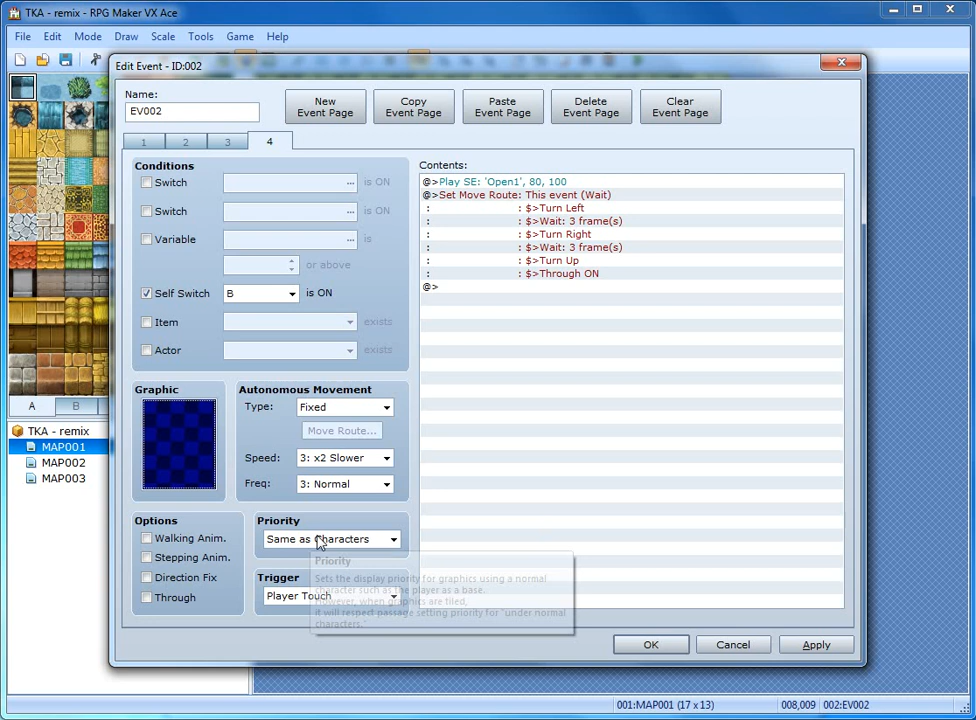 TKA - remix - RPG Maker VX Ace
File Edit Mode Draw Scale Tools Game Help
Edit Event - ID:002
Name:
EV002
New Event Page
Copy Event Page
Paste Event Page
Delete Event Page
Clear Event Page
1 2 3 4
Conditions
Switch ... is ON
Switch ... is ON
Variable ... is
or above
Self Switch B is ON
Item exists
Actor exists
Graphic
Autonomous Movement
Type: Fixed
Move Route...
Speed: 3: x2 Slower
Freq: 3: Normal
Options
Walking Anim.
Stepping Anim.
Direction Fix
Through
Priority
Same as Characters
Trigger
Player Touch
Priority
Sets the display priority for graphics using a normal
character such as the player as a base.
However, when graphics are tiled,
it will respect passage setting priority for "under normal
characters."
Contents:
@>Play SE: 'Open1', 80, 100
@>Set Move Route: This event (Wait)
: : $>Turn Left
: : $>Wait: 3 frame(s)
: : $>Turn Right
: : $>Wait: 3 frame(s)
: : $>Turn Up
: : $>Through ON
@>
OK Cancel Apply
A B
TKA - remix
MAP001
MAP002
MAP003
001:MAP001 (17 x 13) 008,009 002:EV002